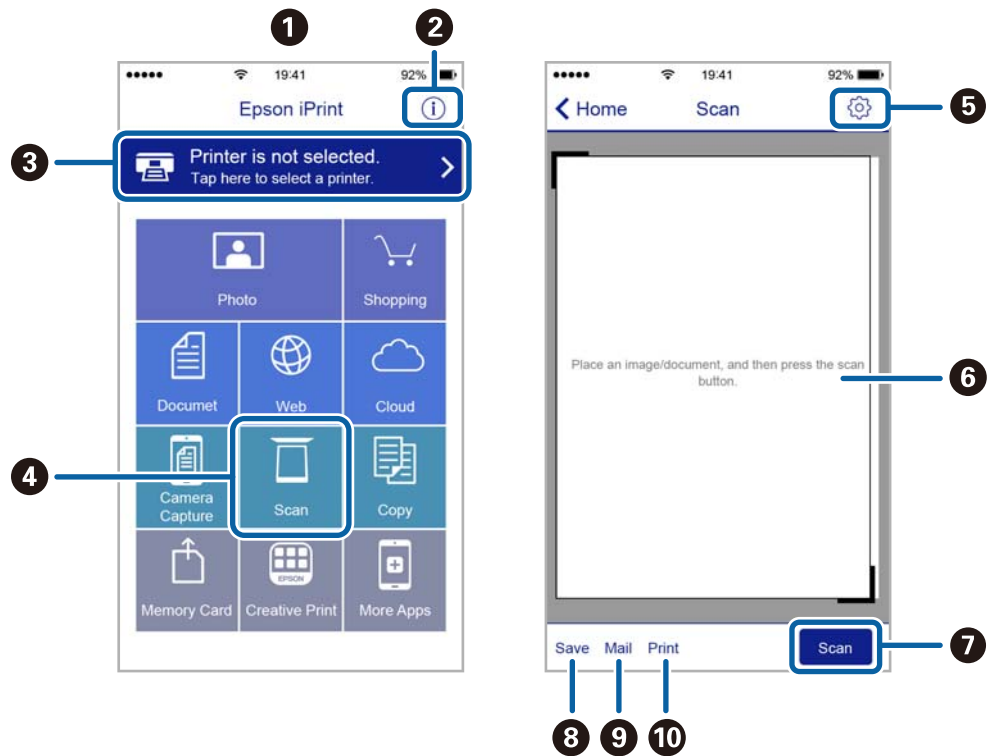 1
2
19:41
92%
Epson iPrint
i
3
Printer is not selected.
Tap here to select a printer.
Photo
Shopping
Documet
Web
Cloud
4
Camera
Capture
Scan
Copy
EPSON
Memory Card
Creative Print
More Apps
19:41
92%
Home
Scan
5
Place an image/document, and then press the scan
button.
6
Save Mail Print
Scan
7
8
9
10